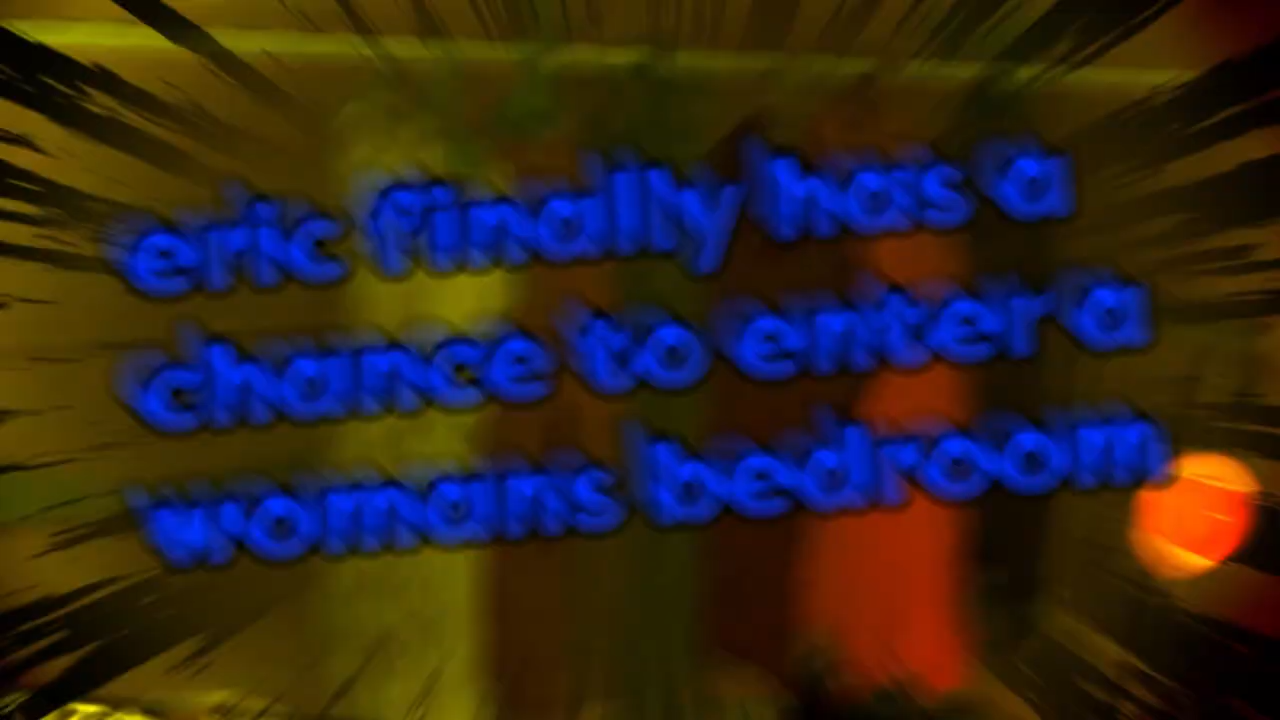 eric finally has a
chance to enter a
womans bedroom